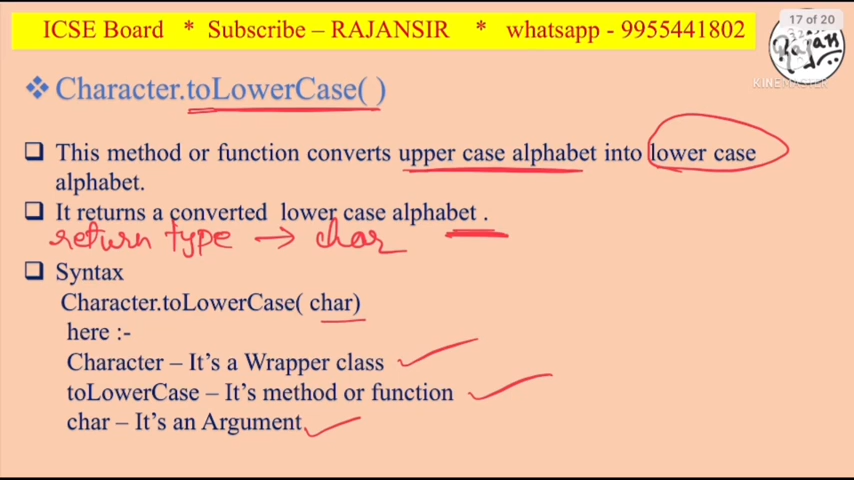 ICSE Board * Subscribe – RAJANSIR * whatsapp - 9955441802
17 of 20
Rajan
KINEMASTER
❖ Character.toLowerCase( )
❑ This method or function converts upper case alphabet into lower case
alphabet.
❑ It returns a converted lower case alphabet .
return type → char
❑ Syntax
Character.toLowerCase( char)
here :-
Character – It's a Wrapper class
toLowerCase – It's method or function
char – It's an Argument